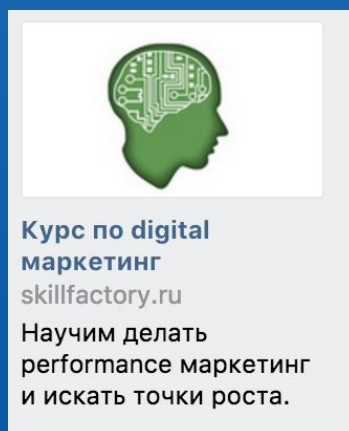 Курс по digital
маркетинг
skillfactory.ru
Научим делать
performance маркетинг
и искать точки роста.